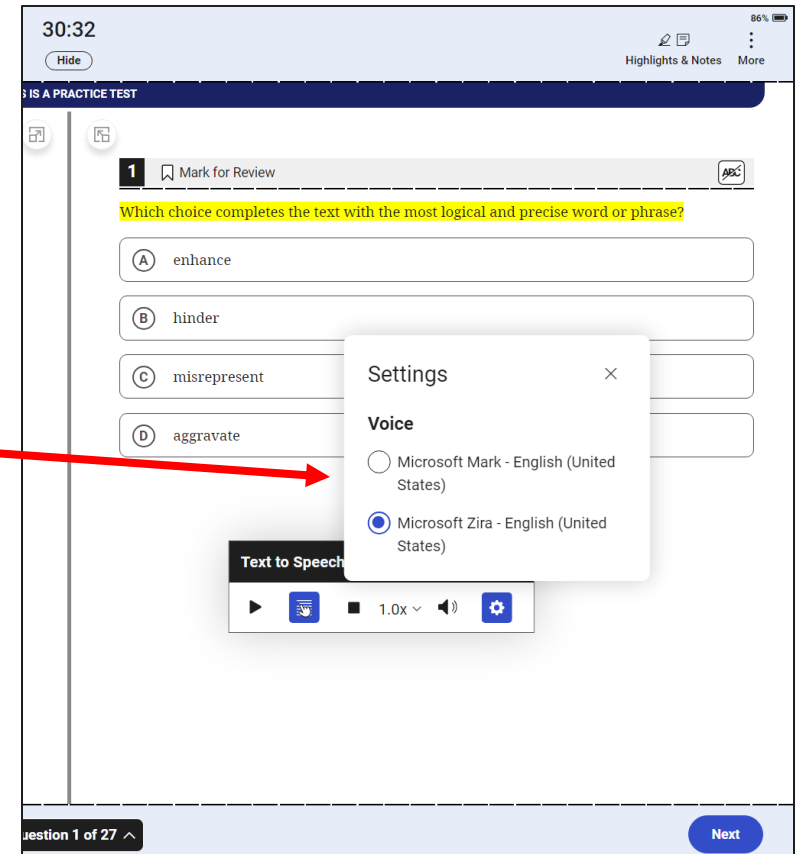 86%
30:32
Hide
Highlights & Notes
More
S IS A PRACTICE TEST
1
Mark for Review
ABC
Which choice completes the text with the most logical and precise word or phrase?
A enhance
B hinder
C misrepresent
D aggravate
Settings
Voice
Microsoft Mark - English (United
States)
Microsoft Zira - English (United
States)
Text to Speech
1.0x
uestion 1 of 27
Next